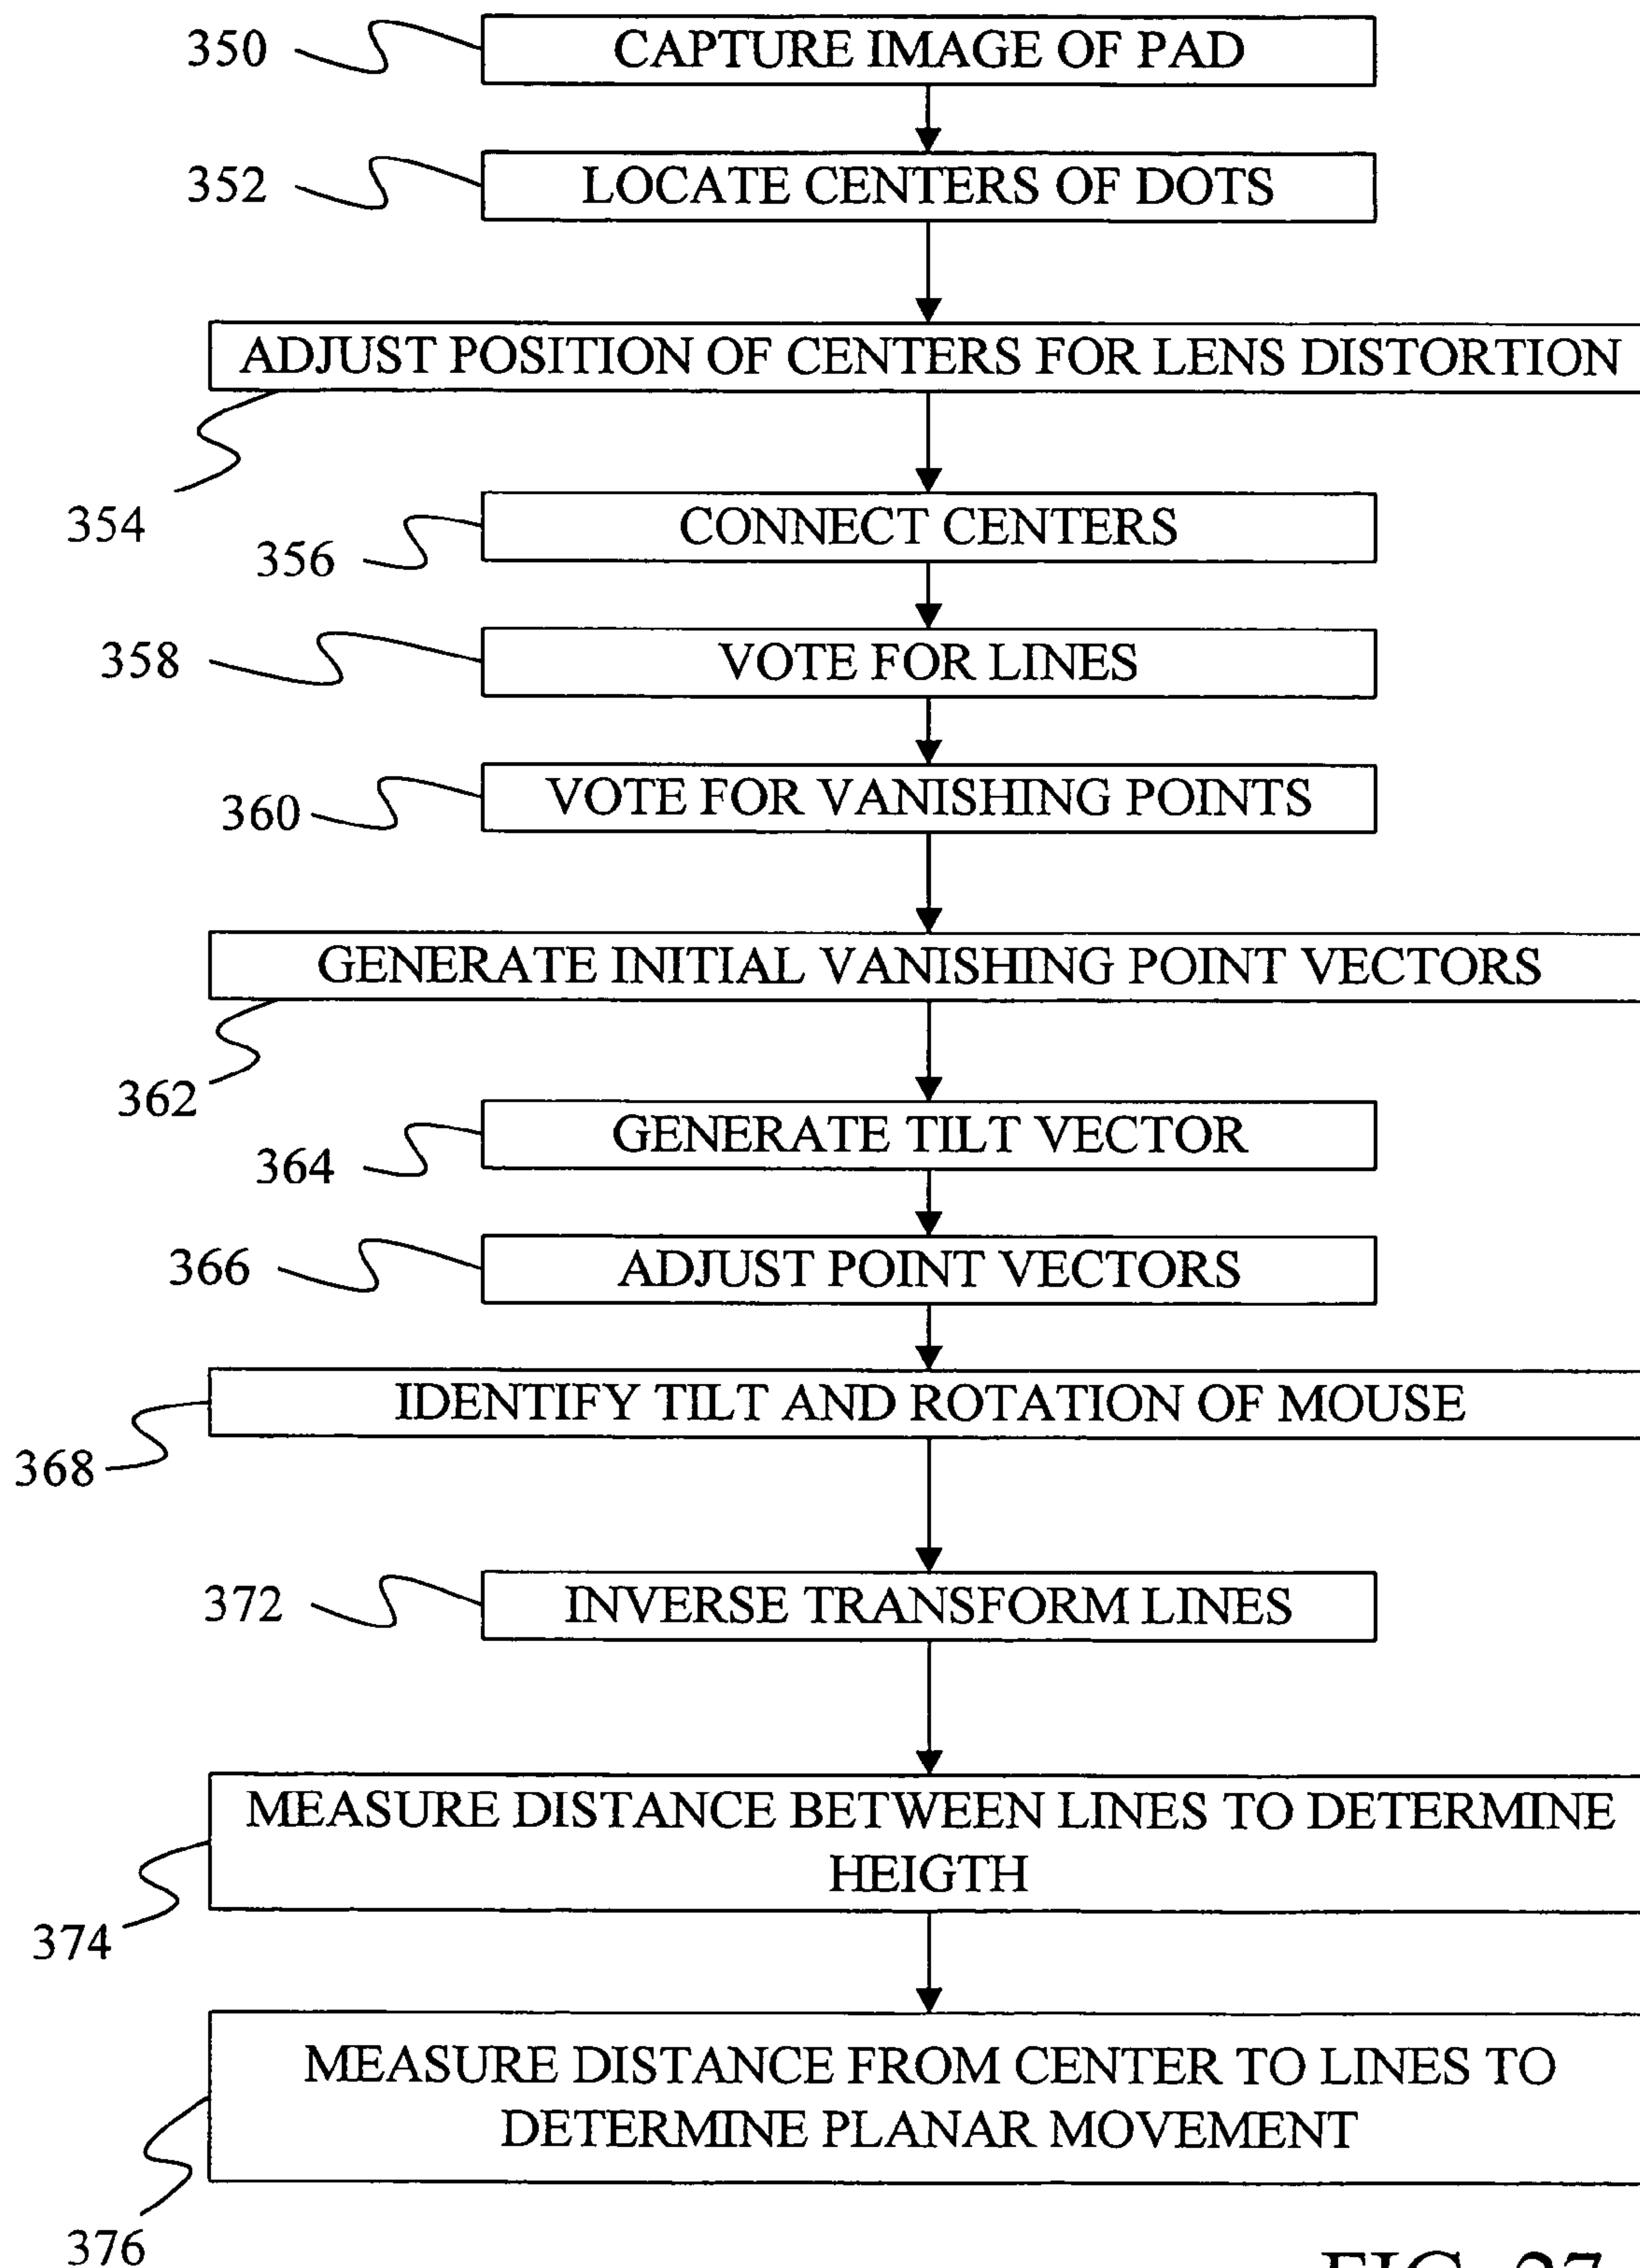 350
CAPTURE IMAGE OF PAD
352
LOCATE CENTERS OF DOTS
ADJUST POSITION OF CENTERS FOR LENS DISTORTION
354
CONNECT CENTERS
356
358
VOTE FOR LINES
360
VOTE FOR VANISHING POINTS
GENERATE INITIAL VANISHING POINT VECTORS
362
GENERATE TILT VECTOR
364
366
ADJUST POINT VECTORS
IDENTIFY TILT AND ROTATION OF MOUSE
368
372
INVERSE TRANSFORM LINES
MEASURE DISTANCE BETWEEN LINES TO DETERMINE
HEIGTH
374
MEASURE DISTANCE FROM CENTER TO LINES TO
DETERMINE PLANAR MOVEMENT
376
FIG. 27